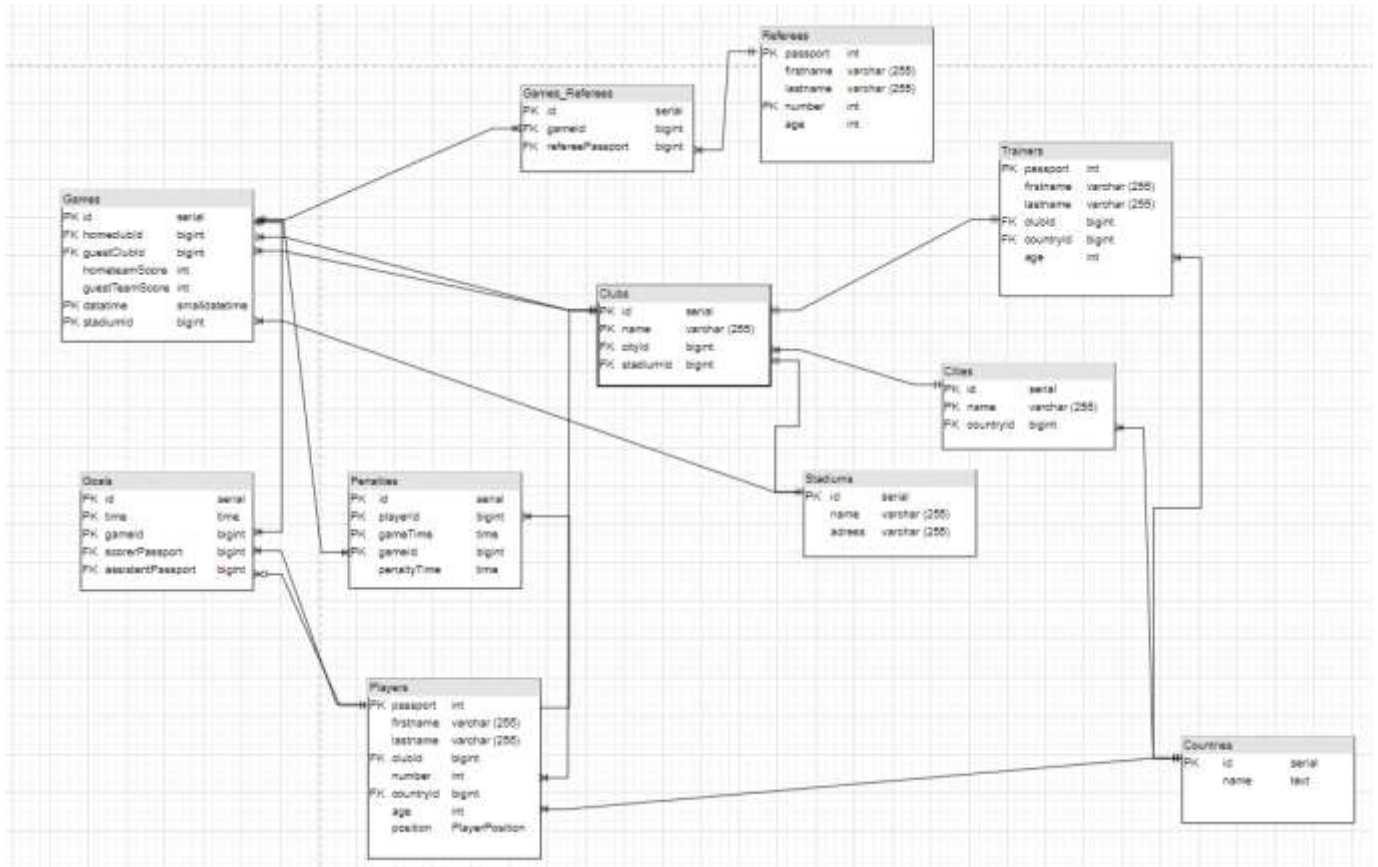 Referees
PK passport int
firstname varchar (255)
lastname varchar (255)
PK number int
age int
Games_Referees
PK id serial
FK gameId bigint
FK refereePassport bigint
Trainers
PK passport int
firstname varchar (255)
lastname varchar (255)
FK clubId bigint
FK countryId bigint
age int
Games
PK id serial
FK homeclubId bigint
FK guestClubId bigint
hometeamScore int
guestTeamScore int
PK datatime smalldatetime
PK stadiumId bigint
Clubs
PK id serial
PK name varchar (255)
FK cityId bigint
FK stadiumId bigint
Cities
PK id serial
PK name varchar (255)
PK countryId bigint
Goals
PK id serial
PK time time
PK gameId bigint
FK scorerPassport bigint
FK assistentPassport bigint
Penalties
PK id serial
PK playerId bigint
PK gameTime time
PK gameId bigint
penaltyTime time
Stadiums
PK id serial
name varchar (255)
adress varchar (255)
Players
PK passport int
firstname varchar (255)
lastname varchar (255)
FK clubId bigint
number int
FK countryId bigint
age int
position PlayerPosition
Countries
PK id serial
name text